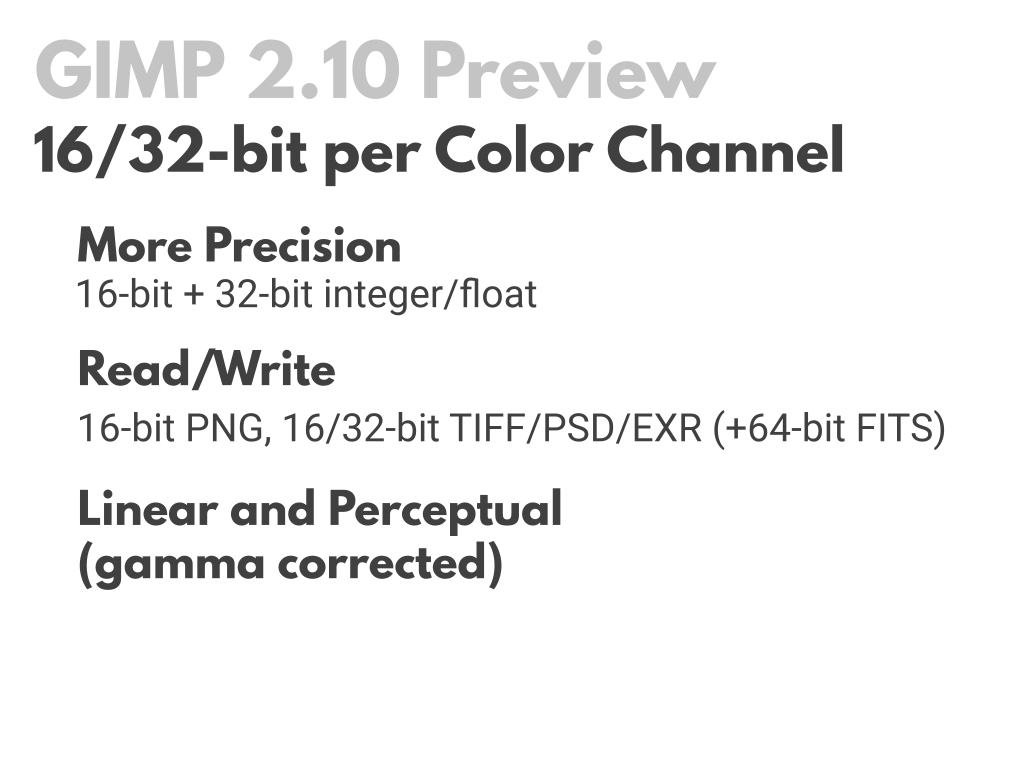 GIMP 2.10 Preview
16/32-bit per Color Channel
More Precision
16-bit + 32-bit integer/float
Read/Write
16-bit PNG, 16/32-bit TIFF/PSD/EXR (+64-bit FITS)
Linear and Perceptual
(gamma corrected)